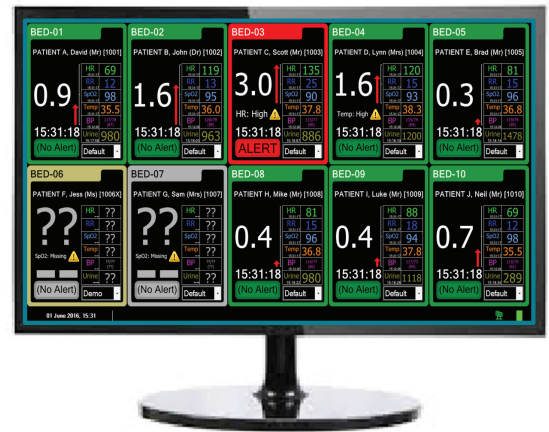 BED-01
PATIENT A, David (Mr) [1001]
0.9
HR 69
RR 12
SpO2 98
Temp 35.5
BP
Urine 980
15:31:18
(No Alert)
Default
BED-02
PATIENT B, John (Dr) [1002]
1.6
HR 119
RR 13
SpO2 95
Temp 36.0
BP
Urine 963
15:31:18
(No Alert)
Default
BED-03
PATIENT C, Scott (Mr) [1003]
3.0
HR: High
HR 135
RR 25
SpO2 90
Temp 37.8
BP
Urine 886
15:31:18
ALERT
Default
BED-04
PATIENT D, Lynn (Mrs) [1004]
1.6
Temp: High
HR 120
RR 15
SpO2 93
Temp 38.3
BP
Urine 1200
15:31:18
(No Alert)
Default
BED-05
PATIENT E, Brad (Mr) [1005]
0.3
HR 81
RR 15
SpO2 96
Temp 36.8
BP
Urine 1478
15:31:18
(No Alert)
Default
BED-06
PATIENT F, Jess (Ms) [1006X]
??
SpO2: Missing
HR ??
RR ??
SpO2 ??
Temp ??
BP
Urine ??
(No Alert)
Demo
BED-07
PATIENT G, Sam (Mrs) [1007]
??
SpO2: Missing
HR ??
RR ??
SpO2 ??
Temp ??
BP
Urine ??
(No Alert)
Default
BED-08
PATIENT H, Mike (Mr) [1008]
0.4
HR 81
RR 15
SpO2 96
Temp 36.8
BP
Urine 980
15:31:18
(No Alert)
Default
BED-09
PATIENT I, Luke (Mr) [1009]
0.4
HR 88
RR 18
SpO2 94
Temp 37.8
BP
Urine 1118
15:31:18
(No Alert)
Default
BED-10
PATIENT J, Neil (Mr) [1010]
0.7
HR 69
RR 12
SpO2 98
Temp 35.5
BP
Urine 289
15:31:18
(No Alert)
Default
01 June 2016, 15:31